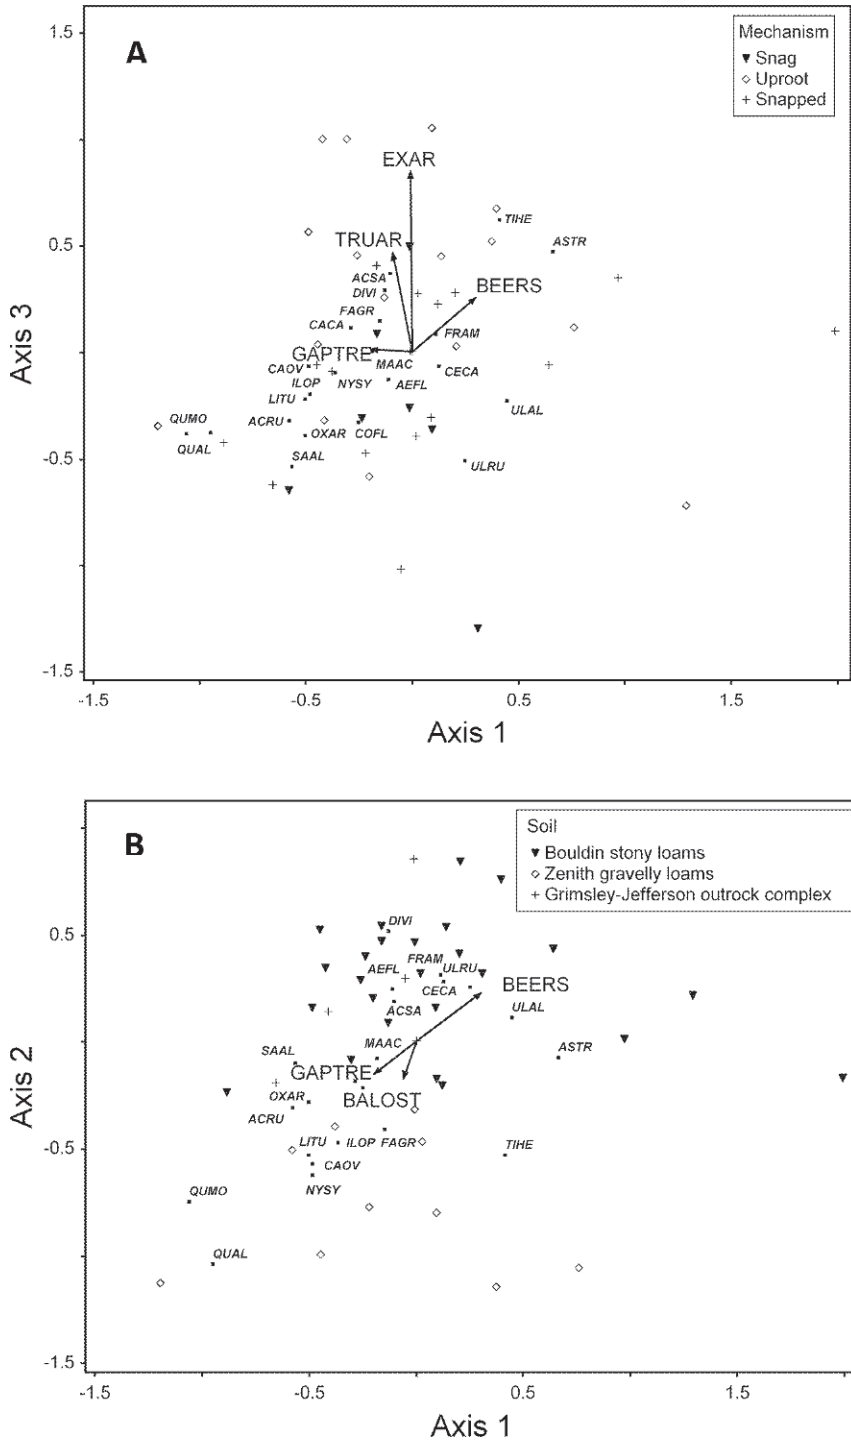 1.5
A
Mechanism
Snag
Uproot
+ Snapped
EXAR
TIHE
0.5
TRUAR
ASTR
ACSA
BEERS
DIVI
FAGR
CACA
FRAM
GAPTRE
MAAC
CAOV
CECA
ILOP
NYSY
AEFL
LITU
ULAL
QUMO
ACRU
OXAR
COFL
QUAL
-0.5
SAAL
ULRU
Axis 3
-1.5
-1.5 -0.5 0.5 1.5
Axis 1
B
Soil
Bouldin stony loams
Zenith gravelly loams
+ Grimsley-Jefferson outrock complex
DIVI
0.5
FRAM
ULRU
AEFL
CECA
BEERS
ACSA
ULAL
MAAC
ASTR
SAAL
GAPTRE
OXAR
BALOST
ACRU
-0.5
LITU
ILOP FAGR
TIHE
CAOV
NYSY
QUMO
QUAL
Axis 2
-1.5
-1.5 -0.5 0.5 1.5
Axis 1